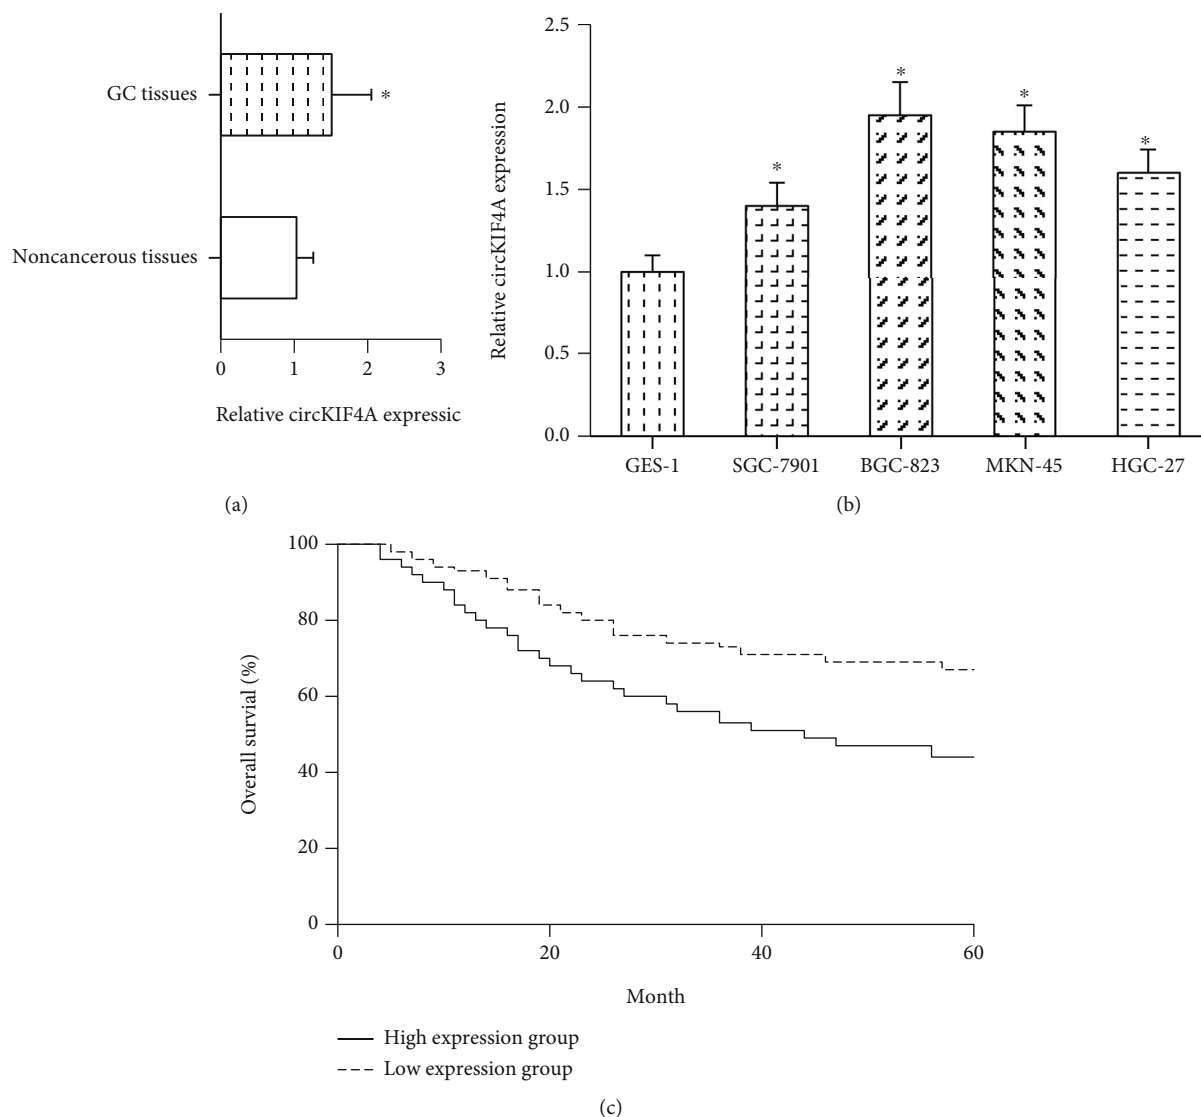 GC tissues
*
Noncancerous tissues
0 1 2 3
Relative circKIF4A expressic
(a)
Relative circKIF4A expression
2.5
2.0
1.5
1.0
0.5
0.0
*
*
*
*
GES-1 SGC-7901 BGC-823 MKN-45 HGC-27
(b)
Overall survial (%)
100
80
60
40
20
0
0 20 40 60
Month
High expression group
Low expression group
(c)